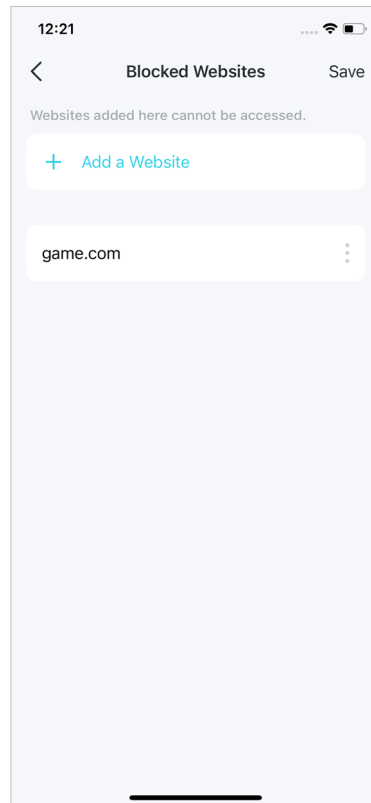 12:21
Blocked Websites
Save
Websites added here cannot be accessed.
+ Add a Website
game.com